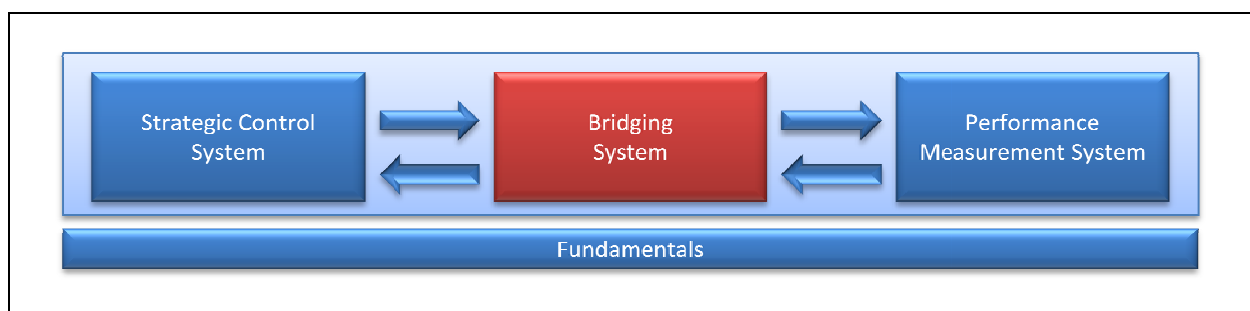 Strategic Control
System
Bridging
System
Performance
Measurement System
Fundamentals